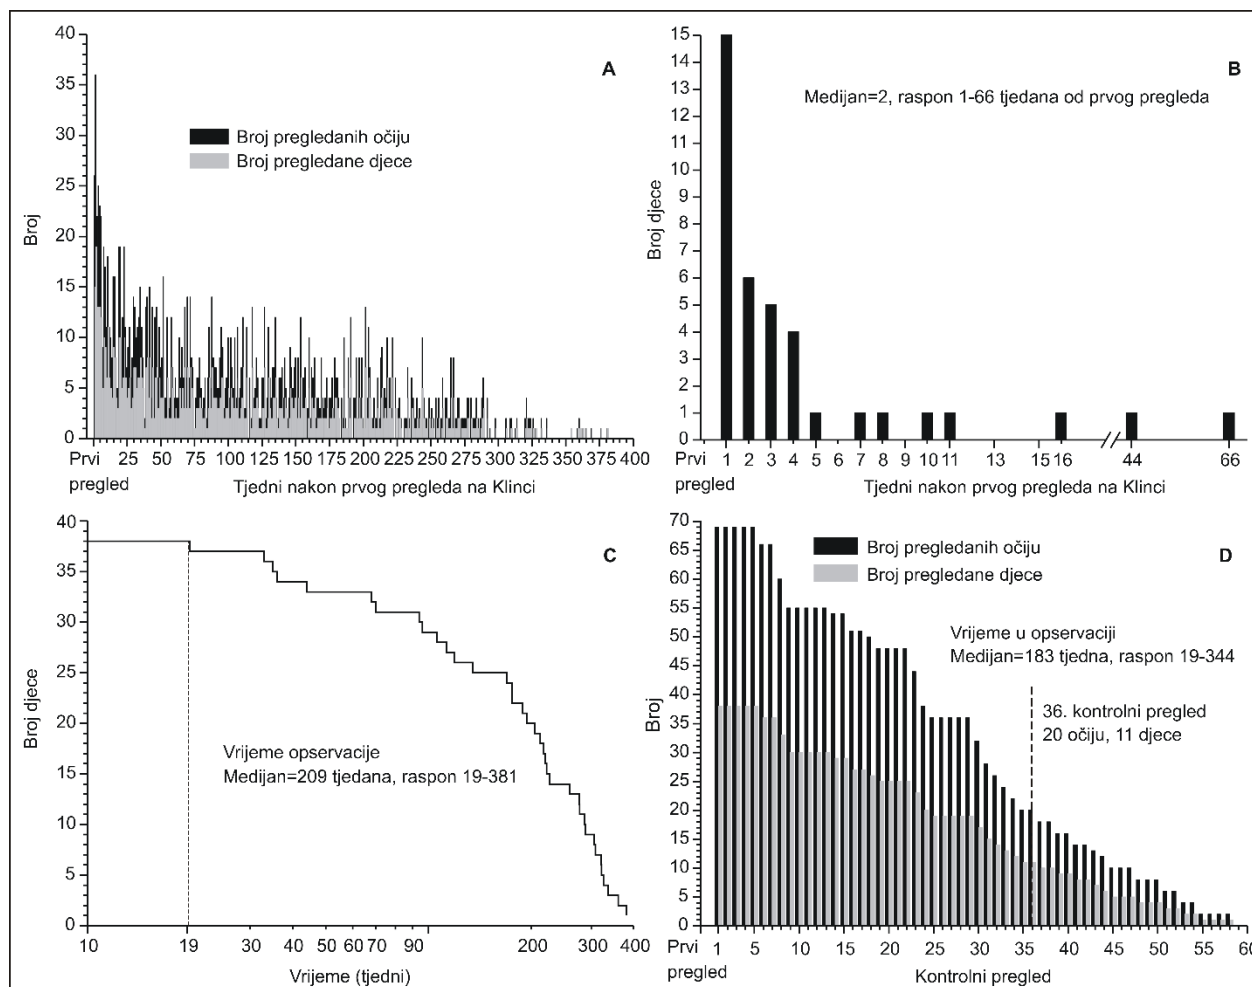 40
35
30
25
20
15
10
5
0
Broj
A
Broj pregledanih očiju
Broj pregledane djece
Prvi
pregled
25 50 75 100 125 150 175 200 225 250 275 300 325 350 375 400
Tjedni nakon prvog pregleda na Klinci
15
14
13
12
11
10
9
8
7
6
5
4
3
2
1
0
Broj djece
B
Medijan=2, raspon 1-66 tjedana od prvog pregleda
Prvi
pregled
1 2 3 4 5 6 7 8 9 10 11 13 15 16 44 66
Tjedni nakon prvog pregleda na Klinci
40
35
30
25
20
15
10
5
0
Broj djece
C
Vrijeme opservacije
Medijan=209 tjedana, raspon 19-381
10 19 30 40 50 60 70 90 200 300 400
Vrijeme (tjedni)
70
65
60
55
50
45
40
35
30
25
20
15
10
5
0
Broj
D
Broj pregledanih očiju
Broj pregledane djece
Vrijeme u opservaciji
Medijan=183 tjedna, raspon 19-344
36. kontrolni pregled
20 očiju, 11 djece
Prvi
pregled
1 5 10 15 20 25 30 35 40 45 50 55 60
Kontrolni pregled